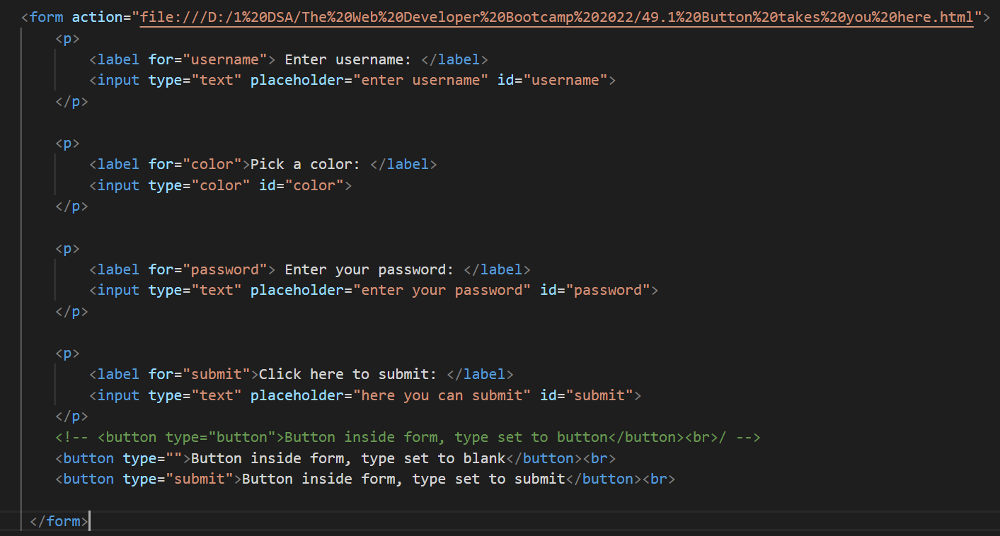 <form action="file:///D:/1%20DSA/The%20Web%20Developer%20Bootcamp%202022/49.1%20Button%20takes%20you%20here.html">
<p>
<label for="username"> Enter username: </label>
<input type="text" placeholder="enter username" id="username">
</p>
<p>
<label for="color">Pick a color: </label>
<input type="color" id="color">
</p>
<p>
<label for="password"> Enter your password: </label>
<input type="text" placeholder="enter your password" id="password">
</p>
<p>
<label for="submit">Click here to submit: </label>
<input type="text" placeholder="here you can submit" id="submit">
</p>
<!-- <button type="button">Button inside form, type set to button</button><br>/ -->
<button type="">Button inside form, type set to blank</button><br>
<button type="submit">Button inside form, type set to submit</button><br>
</form>